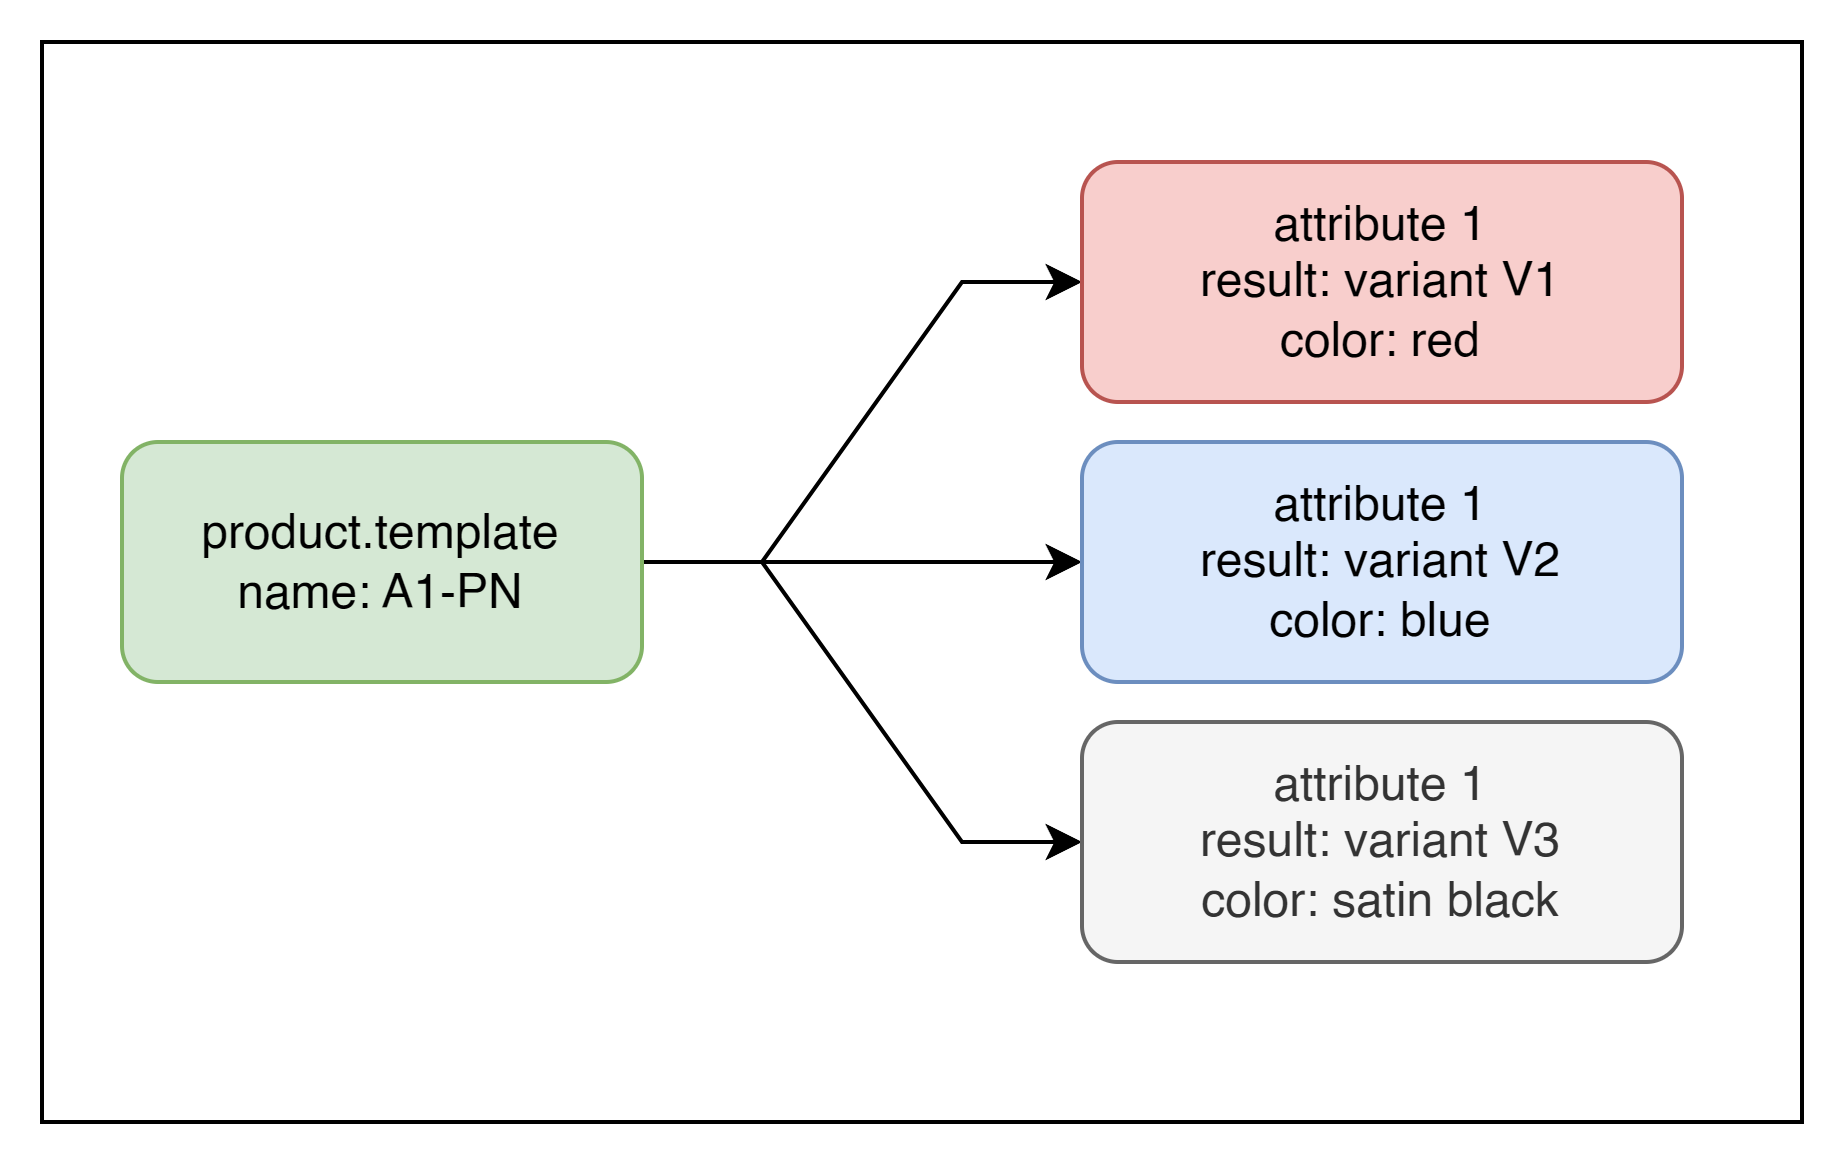 product.template
name: A1-PN
attribute 1
result: variant V1
color: red
attribute 1
result: variant V2
color: blue
attribute 1
result: variant V3
color: satin black